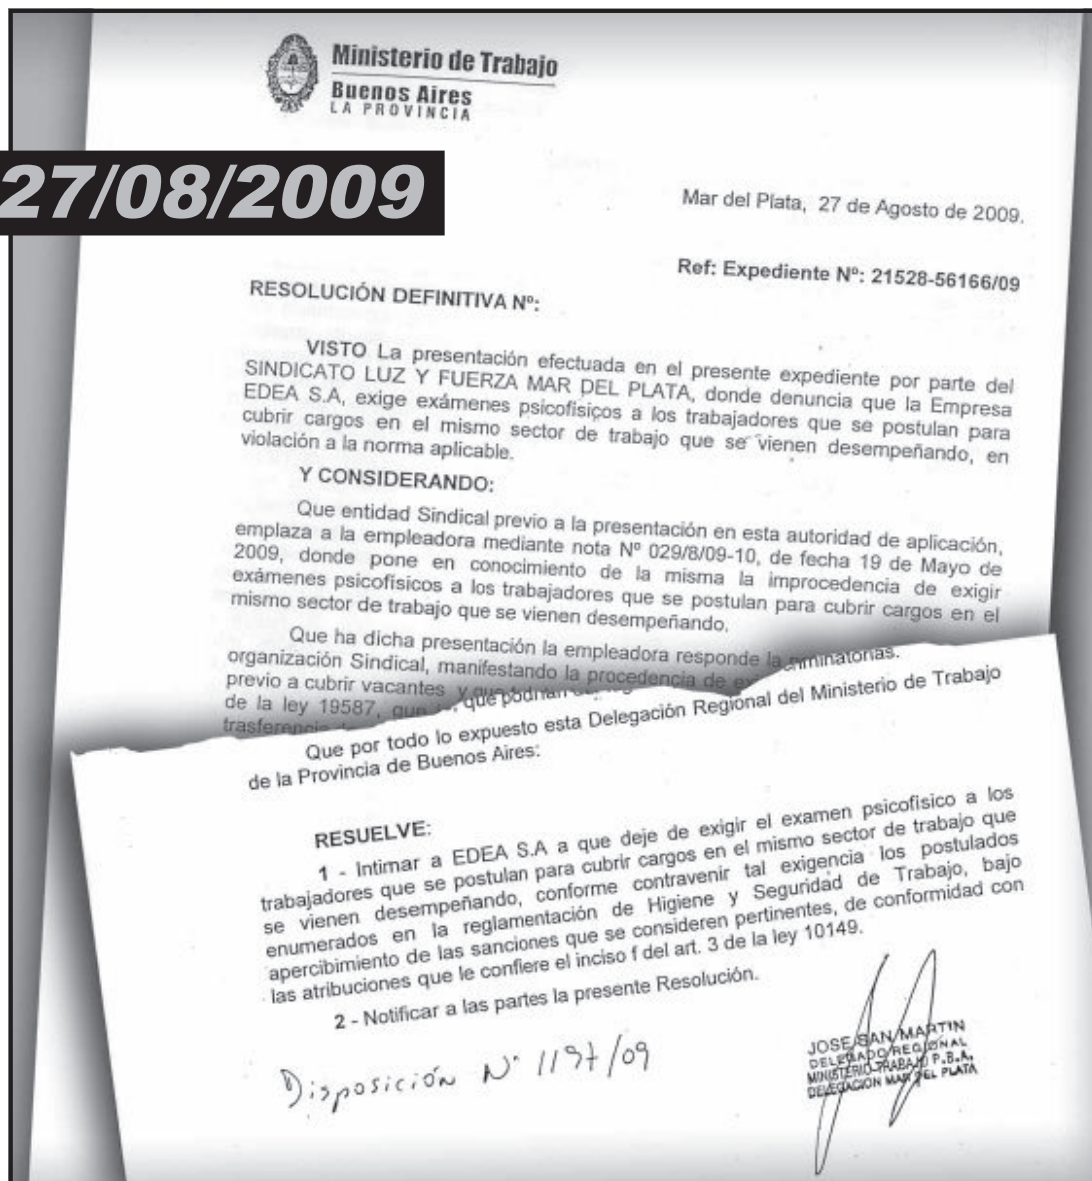 Ministerio de Trabajo
Buenos Aires
LA PROVINCIA
27/08/2009
Mar del Plata, 27 de Agosto de 2009.
Ref: Expediente Nº: 21528-56166/09
RESOLUCIÓN DEFINITIVA Nº:
VISTO La presentación efectuada en el presente expediente por parte del
SINDICATO LUZ Y FUERZA MAR DEL PLATA, donde denuncia que la Empresa
EDEA S.A, exige exámenes psicofísicos a los trabajadores que se postulan para
cubrir cargos en el mismo sector de trabajo que se vienen desempeñando, en
violación a la norma aplicable.
Y CONSIDERANDO:
Que entidad Sindical previo a la presentación en esta autoridad de aplicación,
emplaza a la empleadora mediante nota Nº 029/8/09-10, de fecha 19 de Mayo de
2009, donde pone en conocimiento de la misma la improcedencia de exigir
exámenes psicofísicos a los trabajadores que se postulan para cubrir cargos en el
mismo sector de trabajo que se vienen desempeñando.
Que ha dicha presentación la empleadora responde la
organización Sindical, manifestando la procedencia de
previo a cubrir vacantes y que podrían
de la ley 19587, que
Que por todo lo expuesto esta Delegación Regional del Ministerio de Trabajo
de la Provincia de Buenos Aires:
RESUELVE:
1 - Intimar a EDEA S.A a que deje de exigir el examen psicofísico a los
trabajadores que se postulan para cubrir cargos en el mismo sector de trabajo que
se vienen desempeñando, conforme contravenir tal exigencia los postulados
enumerados en la reglamentación de Higiene y Seguridad de Trabajo, bajo
apercibimiento de las sanciones que se consideren pertinentes, de conformidad con
las atribuciones que le confiere el inciso f del art. 3 de la ley 10149.
2 - Notificar a las partes la presente Resolución.
Disposición Nº 1197/09
JOSE SAN MARTIN
DELEGADO REGIONAL
MINISTERIO TRABAJO P.B.A.
DELEGACION MAR DEL PLATA